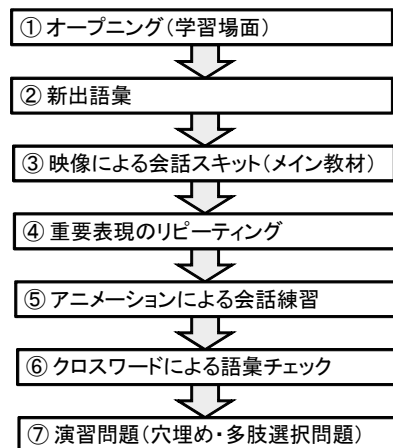 ① オープニング（学習場面）
② 新出語彙
③ 映像による会話スキット（メイン教材）
④ 重要表現のリピーティング
⑤ アニメーションによる会話練習
⑥ クロスワードによる語彙チェック
⑦ 演習問題（穴埋め・多肢選択問題）